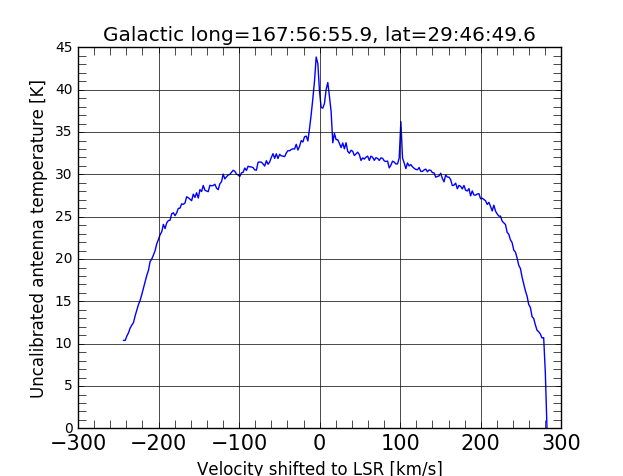 Galactic long=167:56:55.9, lat=29:46:49.6
45
40
35
30
25
20
15
10
5
0
Uncalibrated antenna temperature [K]
−300 −200 −100 0 100 200 300
Velocity shifted to LSR [km/s]